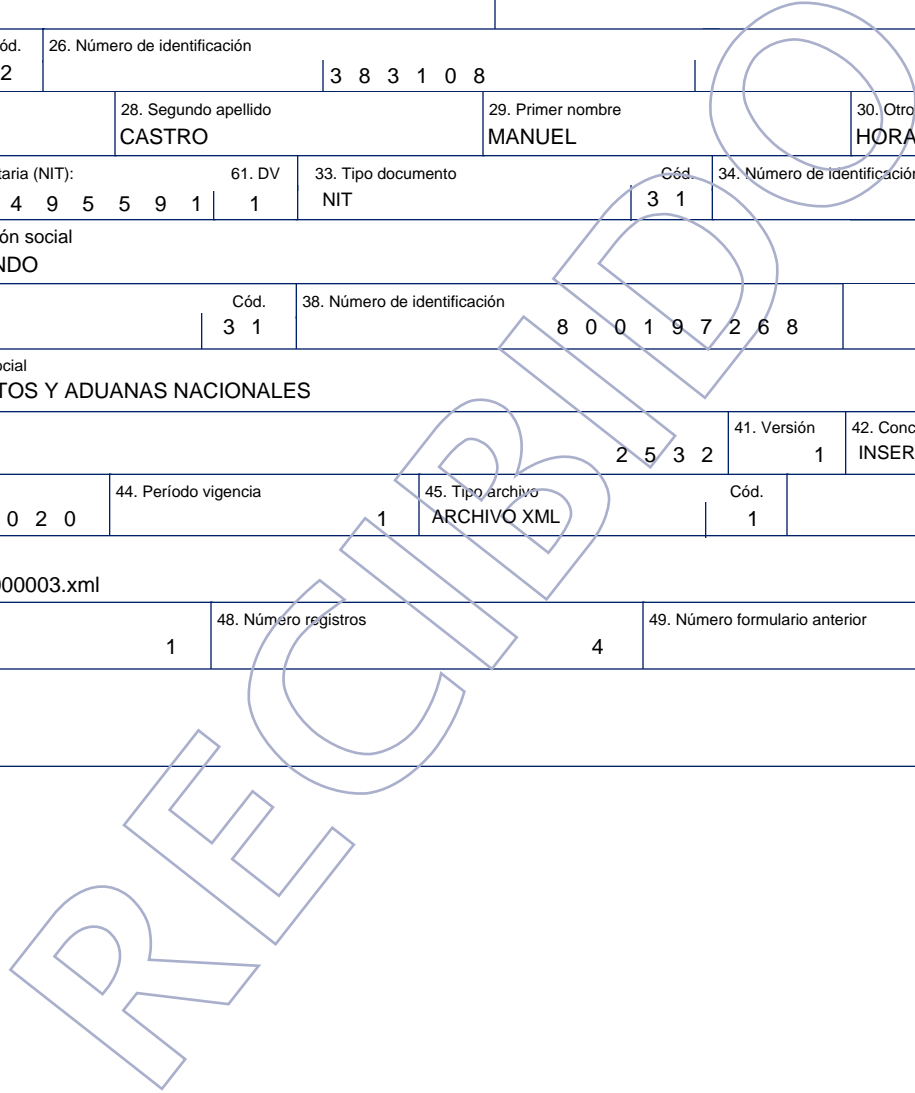 ód. 26. Número de identificación
2 3 8 3 1 0 8
28. Segundo apellido 29. Primer nombre 30. Otro
CASTRO MANUEL HORA
taria (NIT): 61. DV 33. Tipo documento Cód. 34. Número de identificación
4 9 5 5 9 1 1 NIT 3 1
ón social
NDO
Cód. 38. Número de identificación
3 1 8 0 0 1 9 7 2 6 8
ocial
TOS Y ADUANAS NACIONALES
41. Versión 42. Conc
2 5 3 2 1 INSER
44. Período vigencia 45. Tipo archivo Cód.
0 2 0 1 ARCHIVO XML 1
000003.xml
48. Número registros 49. Número formulario anterior
1 4
RECIBIDO